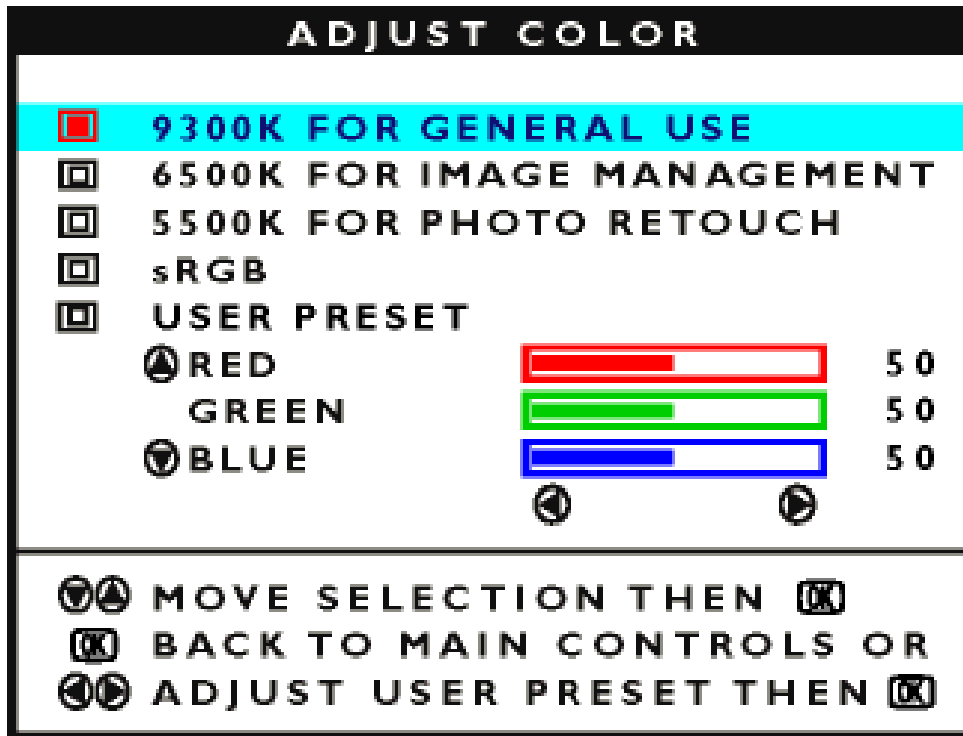 ADJUST COLOR
9300K FOR GENERAL USE
6500K FOR IMAGE MANAGEMENT
5500K FOR PHOTO RETOUCH
sRGB
USER PRESET
RED 50
GREEN 50
BLUE 50
MOVE SELECTION THEN OK
OK BACK TO MAIN CONTROLS OR
ADJUST USER PRESET THEN OK